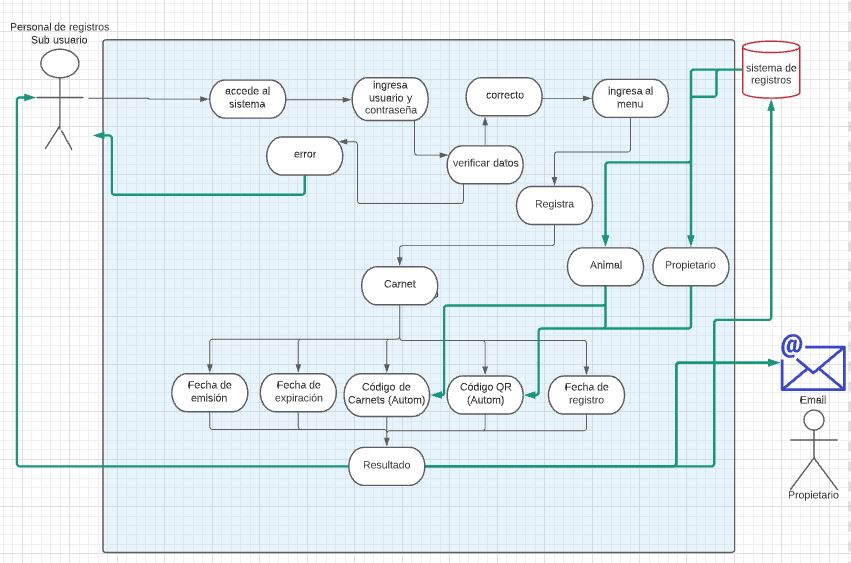 Personal de registros
Sub usuario
accede al
sistema
ingresa
usuario y
contraseña
correcto
ingresa al
menu
sistema de
registros
error
verificar datos
Registra
Animal
Propietario
Carnet
Fecha de
emisión
Fecha de
expiración
Código de
Carnets (Autom)
Código QR
(Autom)
Fecha de
registro
@
Email
Resultado
Propietario